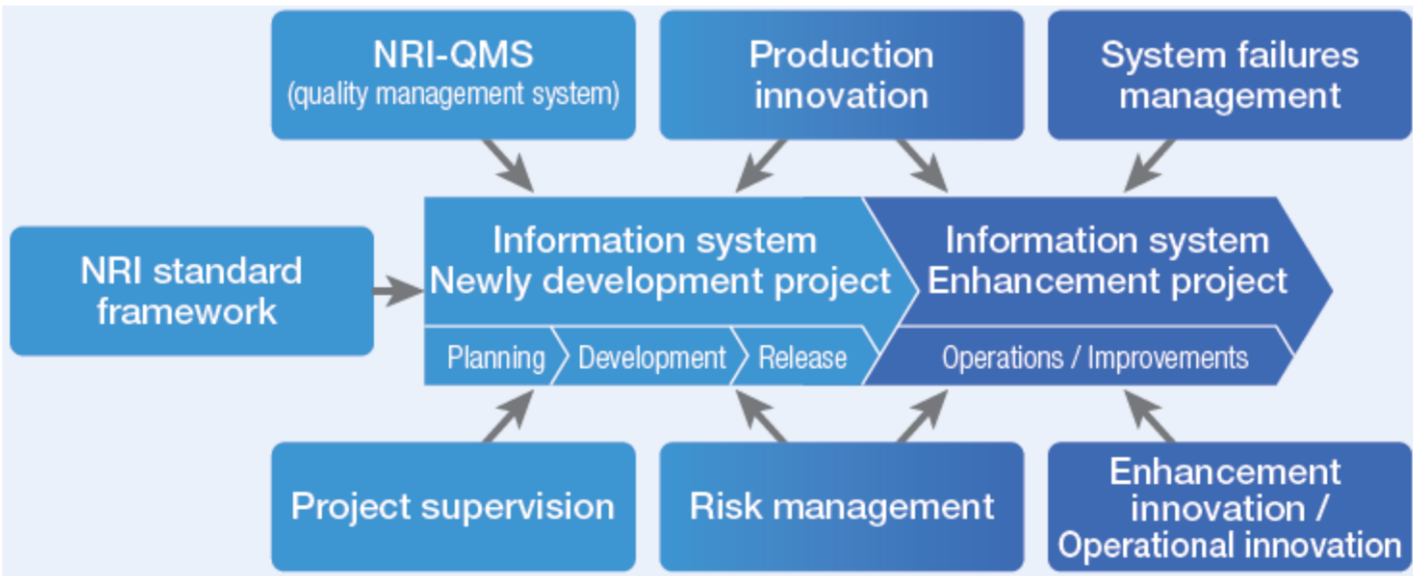 NRI-QMS
(quality management system)
Production
innovation
System failures
management
NRI standard
framework
Information system
Newly development project
Information system
Enhancement project
Planning
Development
Release
Operations / Improvements
Project supervision
Risk management
Enhancement
innovation /
Operational innovation